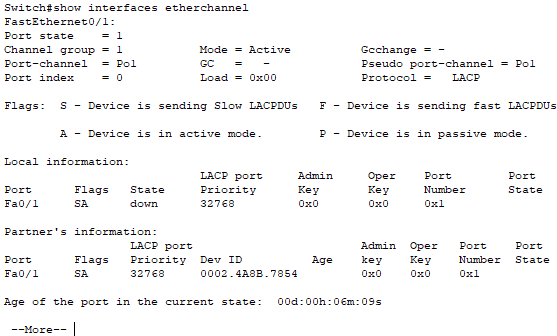 Switch#show interfaces etherchannel
FastEthernet0/1:
Port state    = 1
Channel group = 1           Mode = Active          Gcchange = -
Port-channel  = Po1         GC   =   -             Pseudo port-channel = Po1
Port index    = 0           Load = 0x00            Protocol =   LACP
Flags:  S - Device is sending Slow LACPDUs   F - Device is sending fast LACPDUs
A - Device is in active mode.        P - Device is in passive mode.
Local information:
LACP port     Admin     Oper    Port        Port
Port      Flags   State     Priority      Key       Key     Number      State
Fa0/1     SA      down      32768         0x0       0x0     0x1
Partner's information:
LACP port                        Admin  Oper   Port    Port
Port      Flags   Priority  Dev ID         Age     key    Key    Number  State
Fa0/1     SA      32768     0002.4A8B.7854         0x0    0x0    0x1
Age of the port in the current state:  00d:00h:06m:09s
--More--